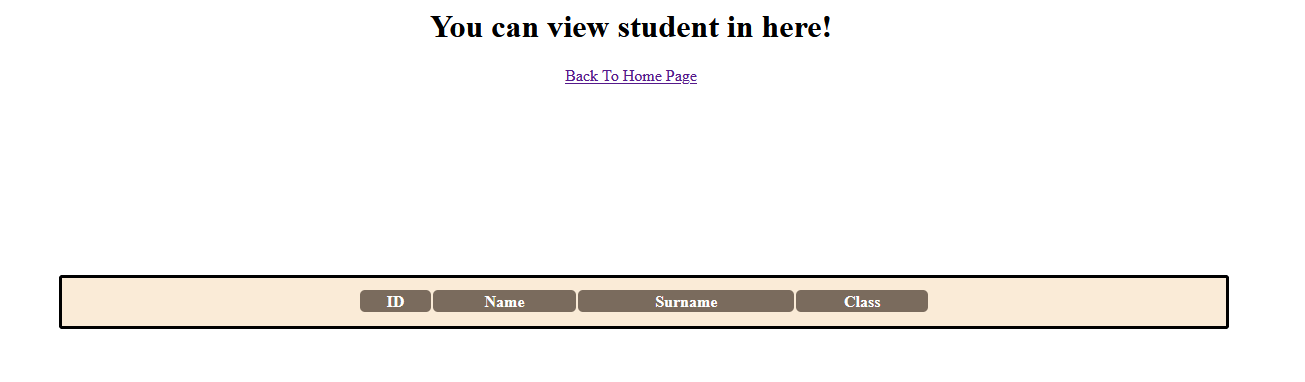 You can view student in here!
Back To Home Page
ID Name Surname Class